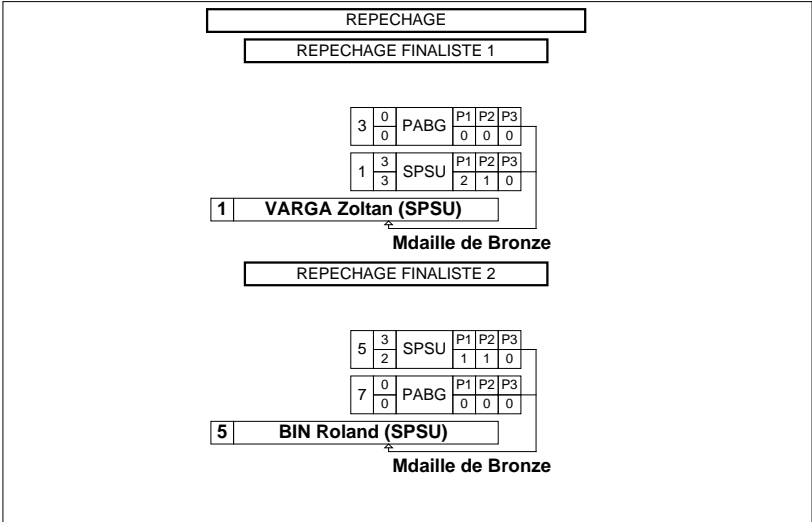 REPECHAGE
REPECHAGE FINALISTE 1
3 0 PABG P1 P2 P3
0 0 0 0
1 3 SPSU P1 P2 P3
3 2 1 0
1 VARGA Zoltan (SPSU)
Mdaille de Bronze
REPECHAGE FINALISTE 2
5 3 SPSU P1 P2 P3
2 1 1 0
7 0 PABG P1 P2 P3
0 0 0 0
5 BIN Roland (SPSU)
Mdaille de Bronze